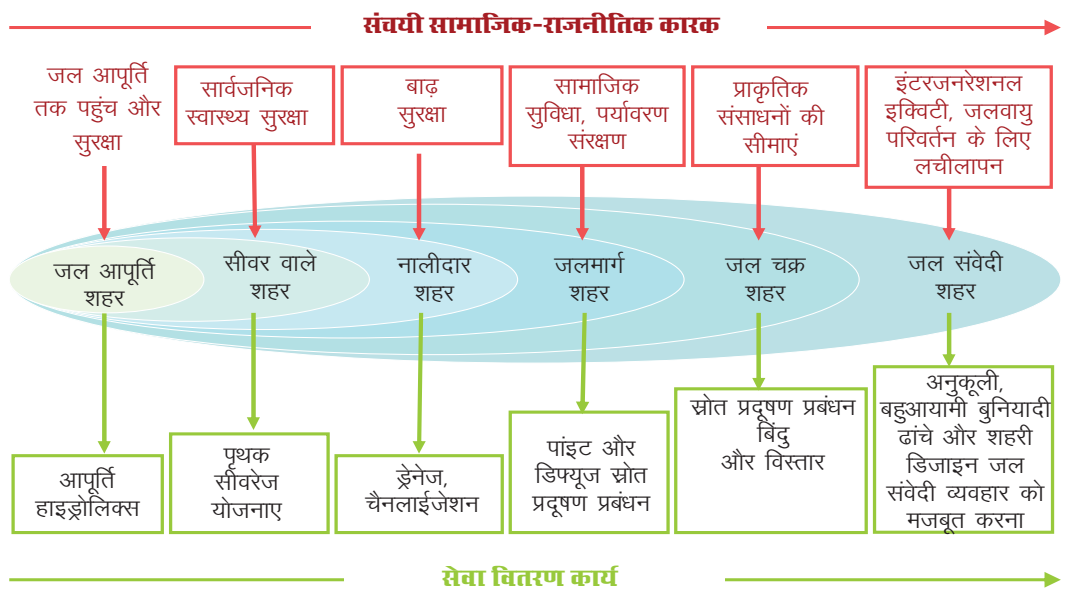 संचयी सामाजिक-राजनीतिक कारक
जल आपूर्ति
तक पहुंच और
सुरक्षा
सार्वजनिक
स्वास्थ्य सुरक्षा
बाढ़
सुरक्षा
सामाजिक
सुविधा, पर्यावरण
संरक्षण
प्राकृतिक
संसाधनों की
सीमाएं
इंटरजनरेशनल
इक्विटी, जलवायु
परिवर्तन के लिए
लचीलापन
जल आपूर्ति
शहर
सीवर वाले
शहर
नालीदार
शहर
जलमार्ग
शहर
जल चक्र
शहर
जल संवेदी
शहर
आपूर्ति
हाइड्रोलिक्स
पृथक
सीवरेज
योजनाए
ड्रेनेज,
चैनलाईजेशन
पांइट और
डिफ्यूज स्रोत
प्रदूषण प्रबंधन
स्रोत प्रदूषण प्रबंधन
बिंदु
और विस्तार
अनुकूली,
बहुआयामी बुनियादी
ढांचे और शहरी
डिजाइन जल
संवेदी व्यवहार को
मजबूत करना
सेवा वितरण कार्य